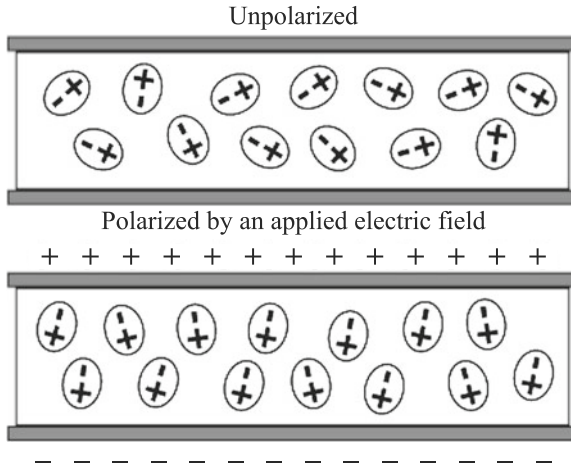 Unpolarized
Polarized by an applied electric field
+ + + + + + + + + + + + +
− − − − − − − − − − − − −